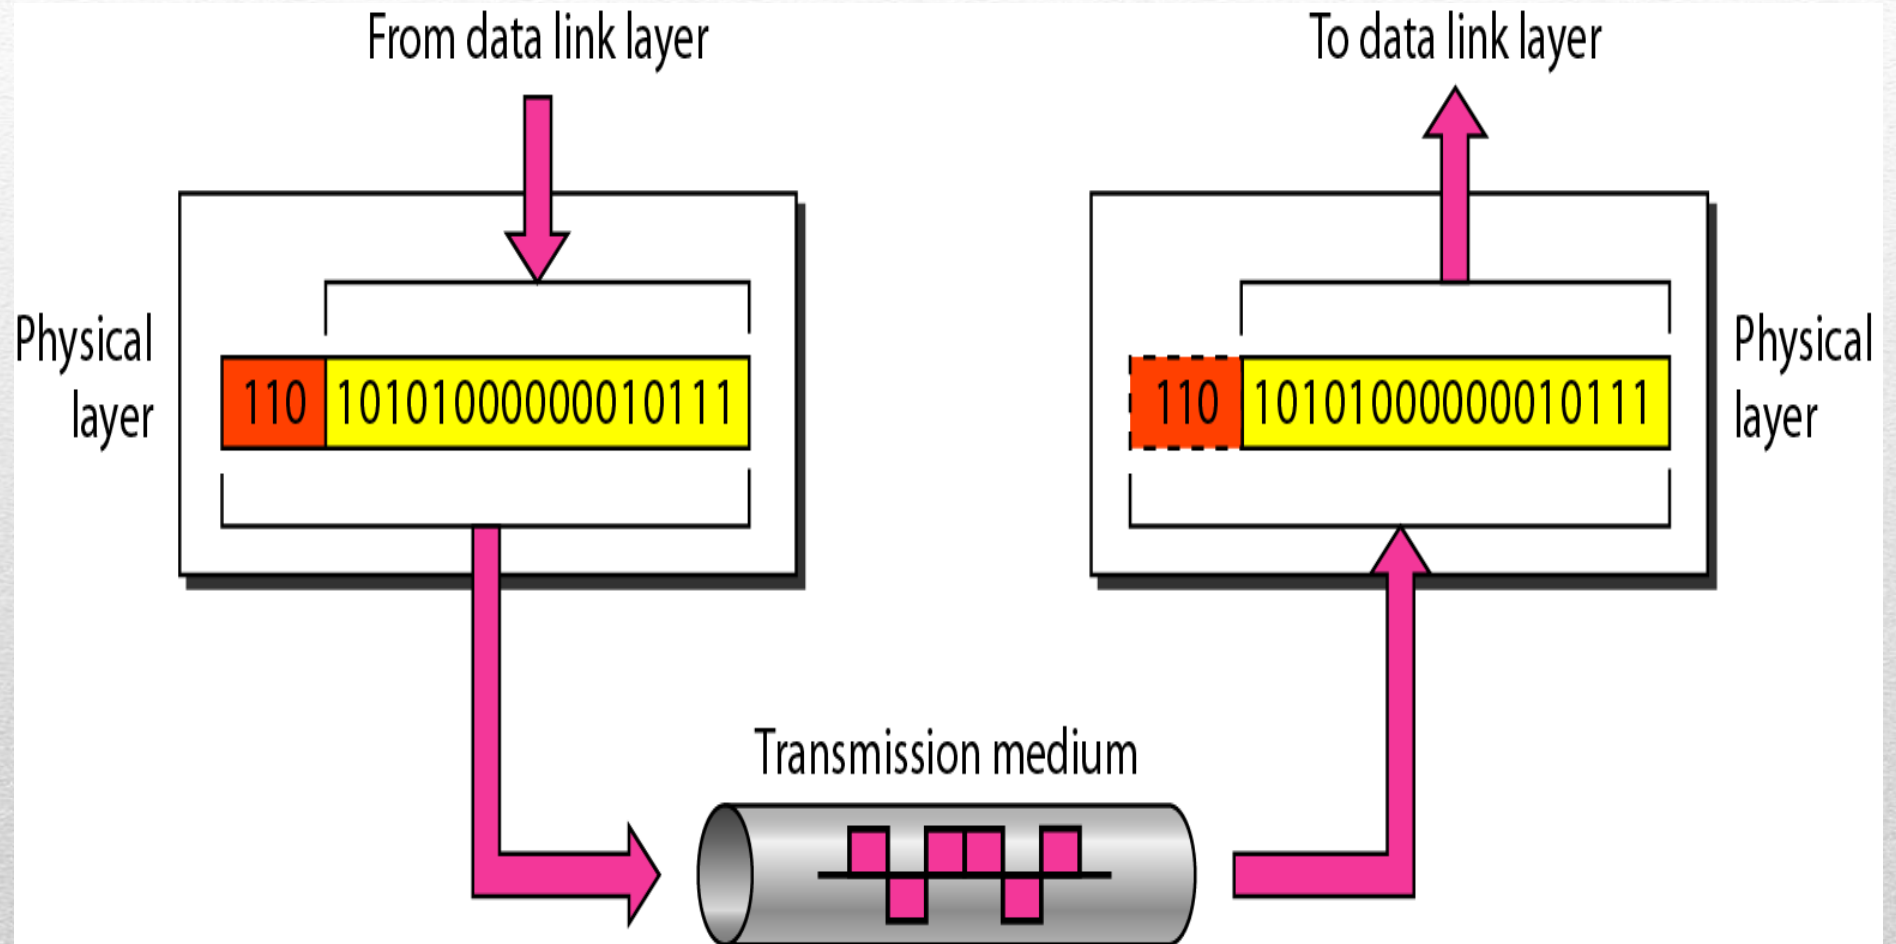 From data link layer
To data link layer
Physical
layer
110 10101000000010111
110 10101000000010111
Physical
layer
Transmission medium